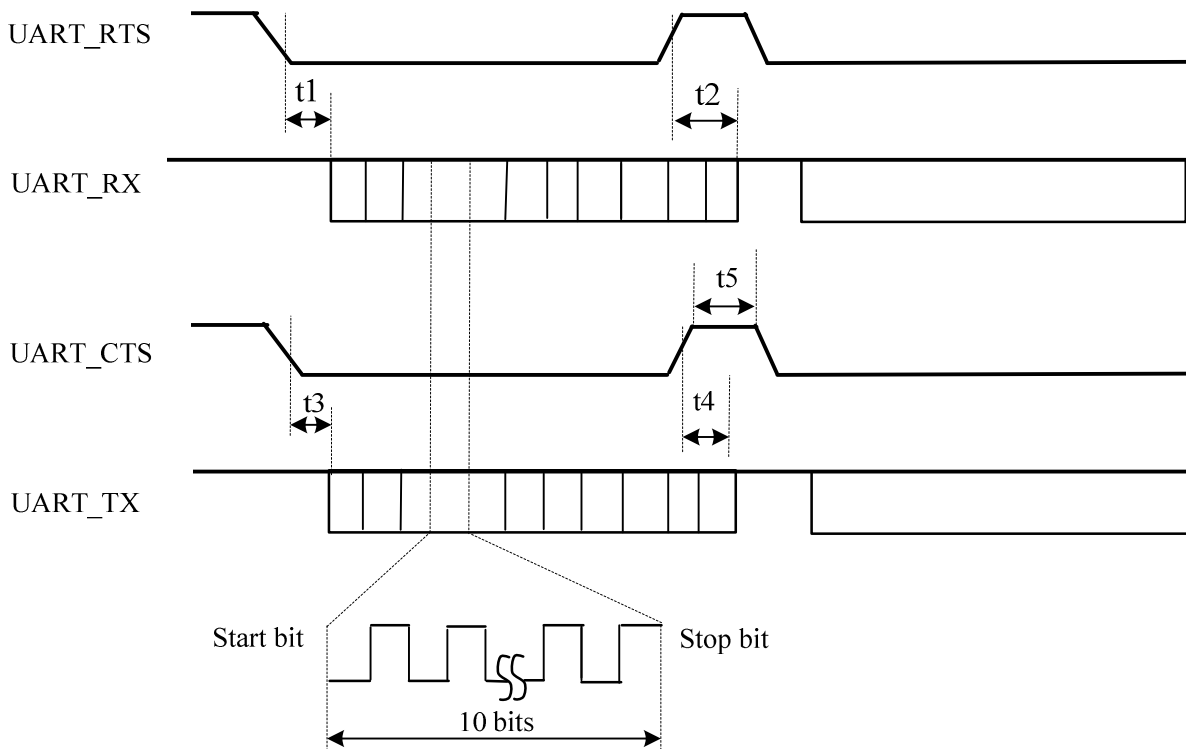 UART_RTS
t1
t2
UART_RX
t5
UART_CTS
t3
t4
UART_TX
Start bit
Stop bit
10 bits